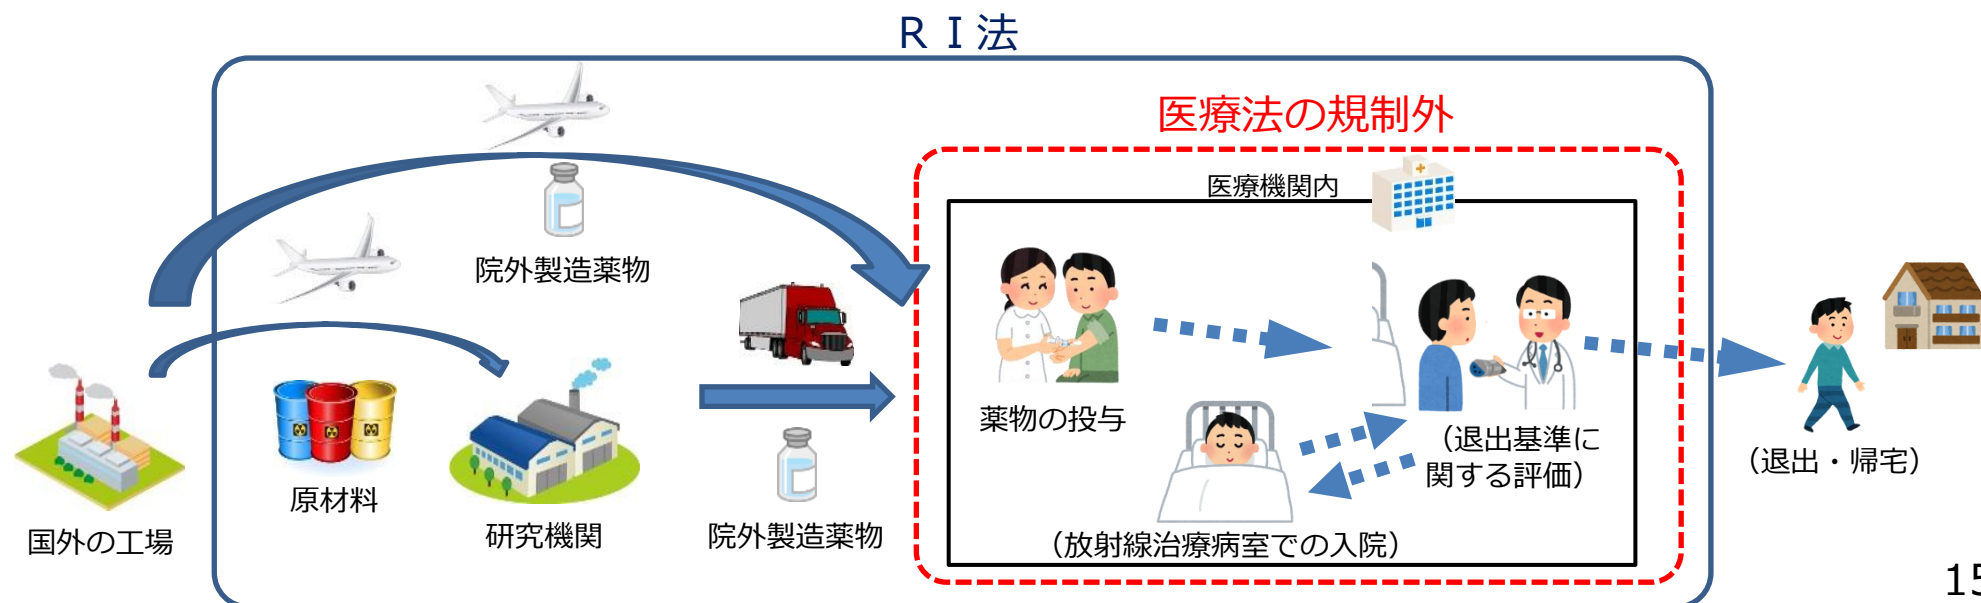 ＲＩ法
医療法の規制外
医療機関内
院外製造薬物
薬物の投与
（退出基準に
関する評価）
（退出・帰宅）
原材料
国外の工場
研究機関
院外製造薬物
（放射線治療病室での入院）
15